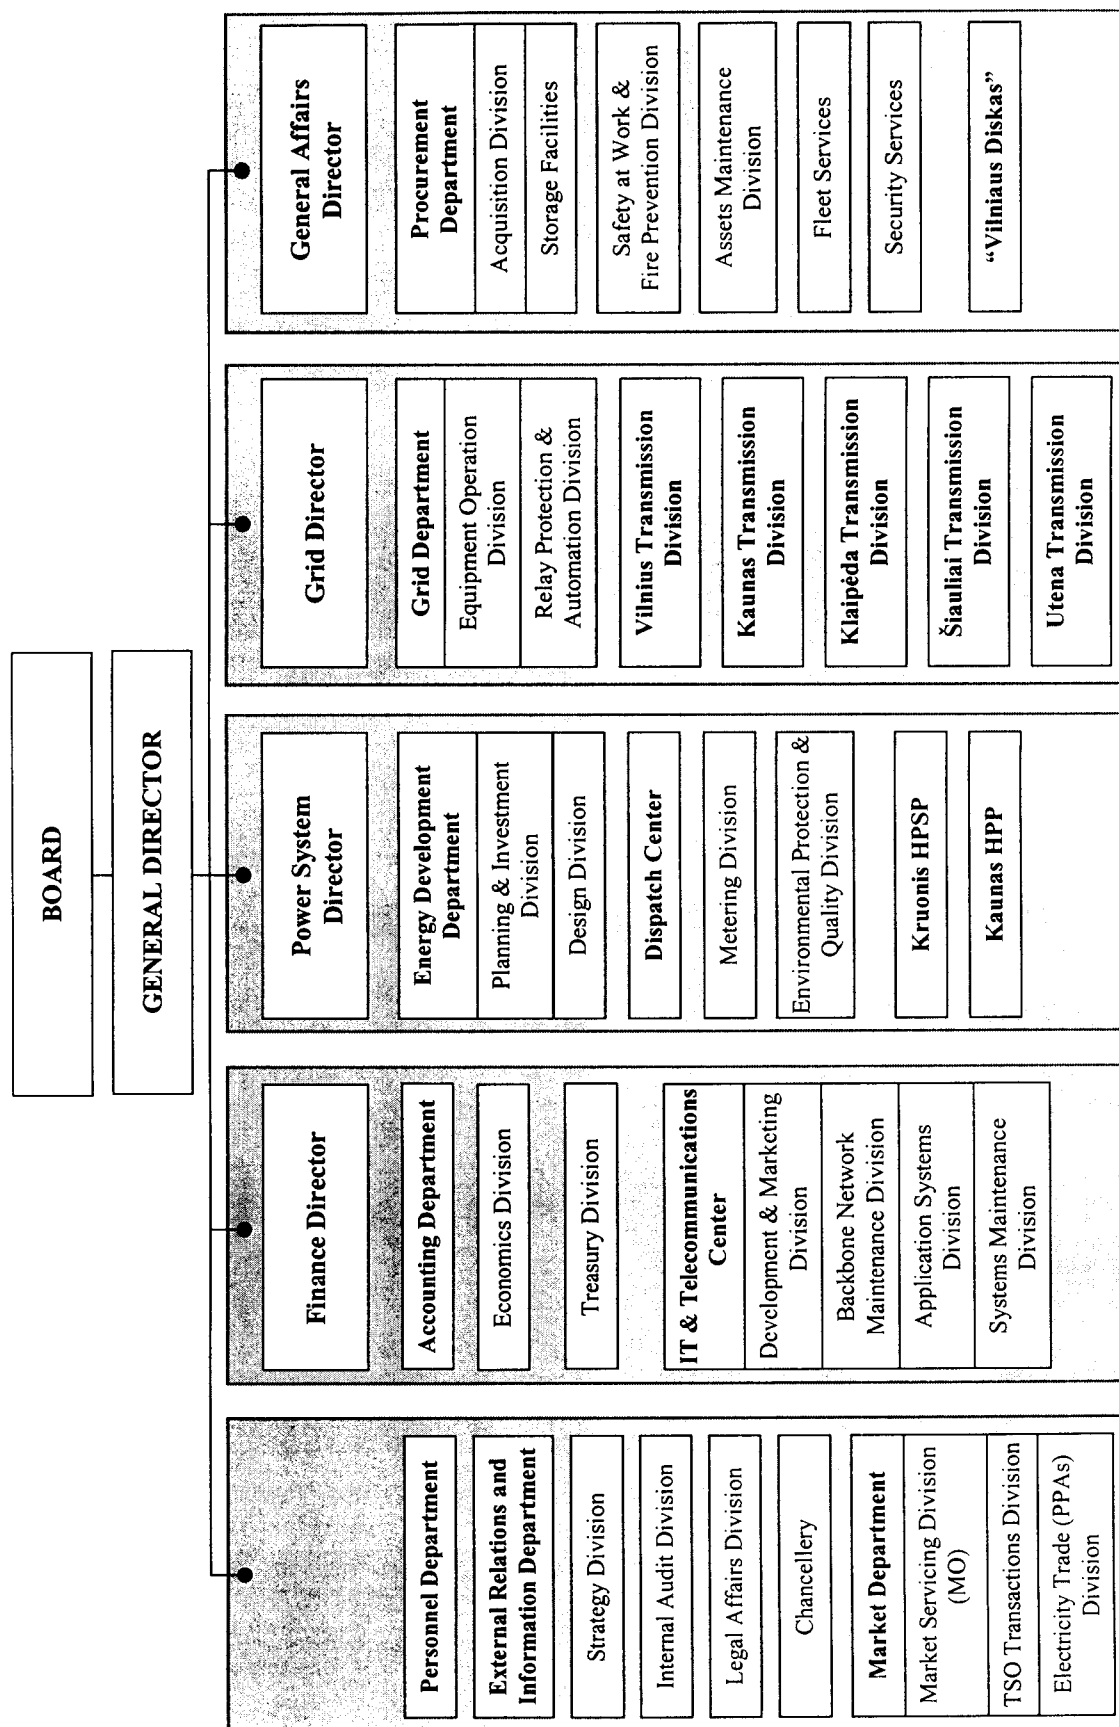 BOARD
GENERAL DIRECTOR
Personnel Department
External Relations and
Information Department
Strategy Division
Internal Audit Division
Legal Affairs Division
Chancellery
Market Department
Market Servicing Division
(MO)
TSO Transactions Division
Electricity Trade (PPAs)
Division
Finance Director
Accounting Department
Economics Division
Treasury Division
IT & Telecommunications
Center
Development & Marketing
Division
Backbone Network
Maintenance Division
Application Systems
Division
Systems Maintenance
Division
Power System
Director
Energy Development
Department
Planning & Investment
Division
Design Division
Dispatch Center
Metering Division
Environmental Protection &
Quality Division
Kruonis HPSP
Kaunas HPP
Grid Director
Grid Department
Equipment Operation
Division
Relay Protection &
Automation Division
Vilnius Transmission
Division
Kaunas Transmission
Division
Klaipėda Transmission
Division
Šiauliai Transmission
Division
Utena Transmission
Division
General Affairs
Director
Procurement
Department
Acquisition Division
Storage Facilities
Safety at Work &
Fire Prevention Division
Assets Maintenance
Division
Fleet Services
Security Services
“Vilniaus Diskas”